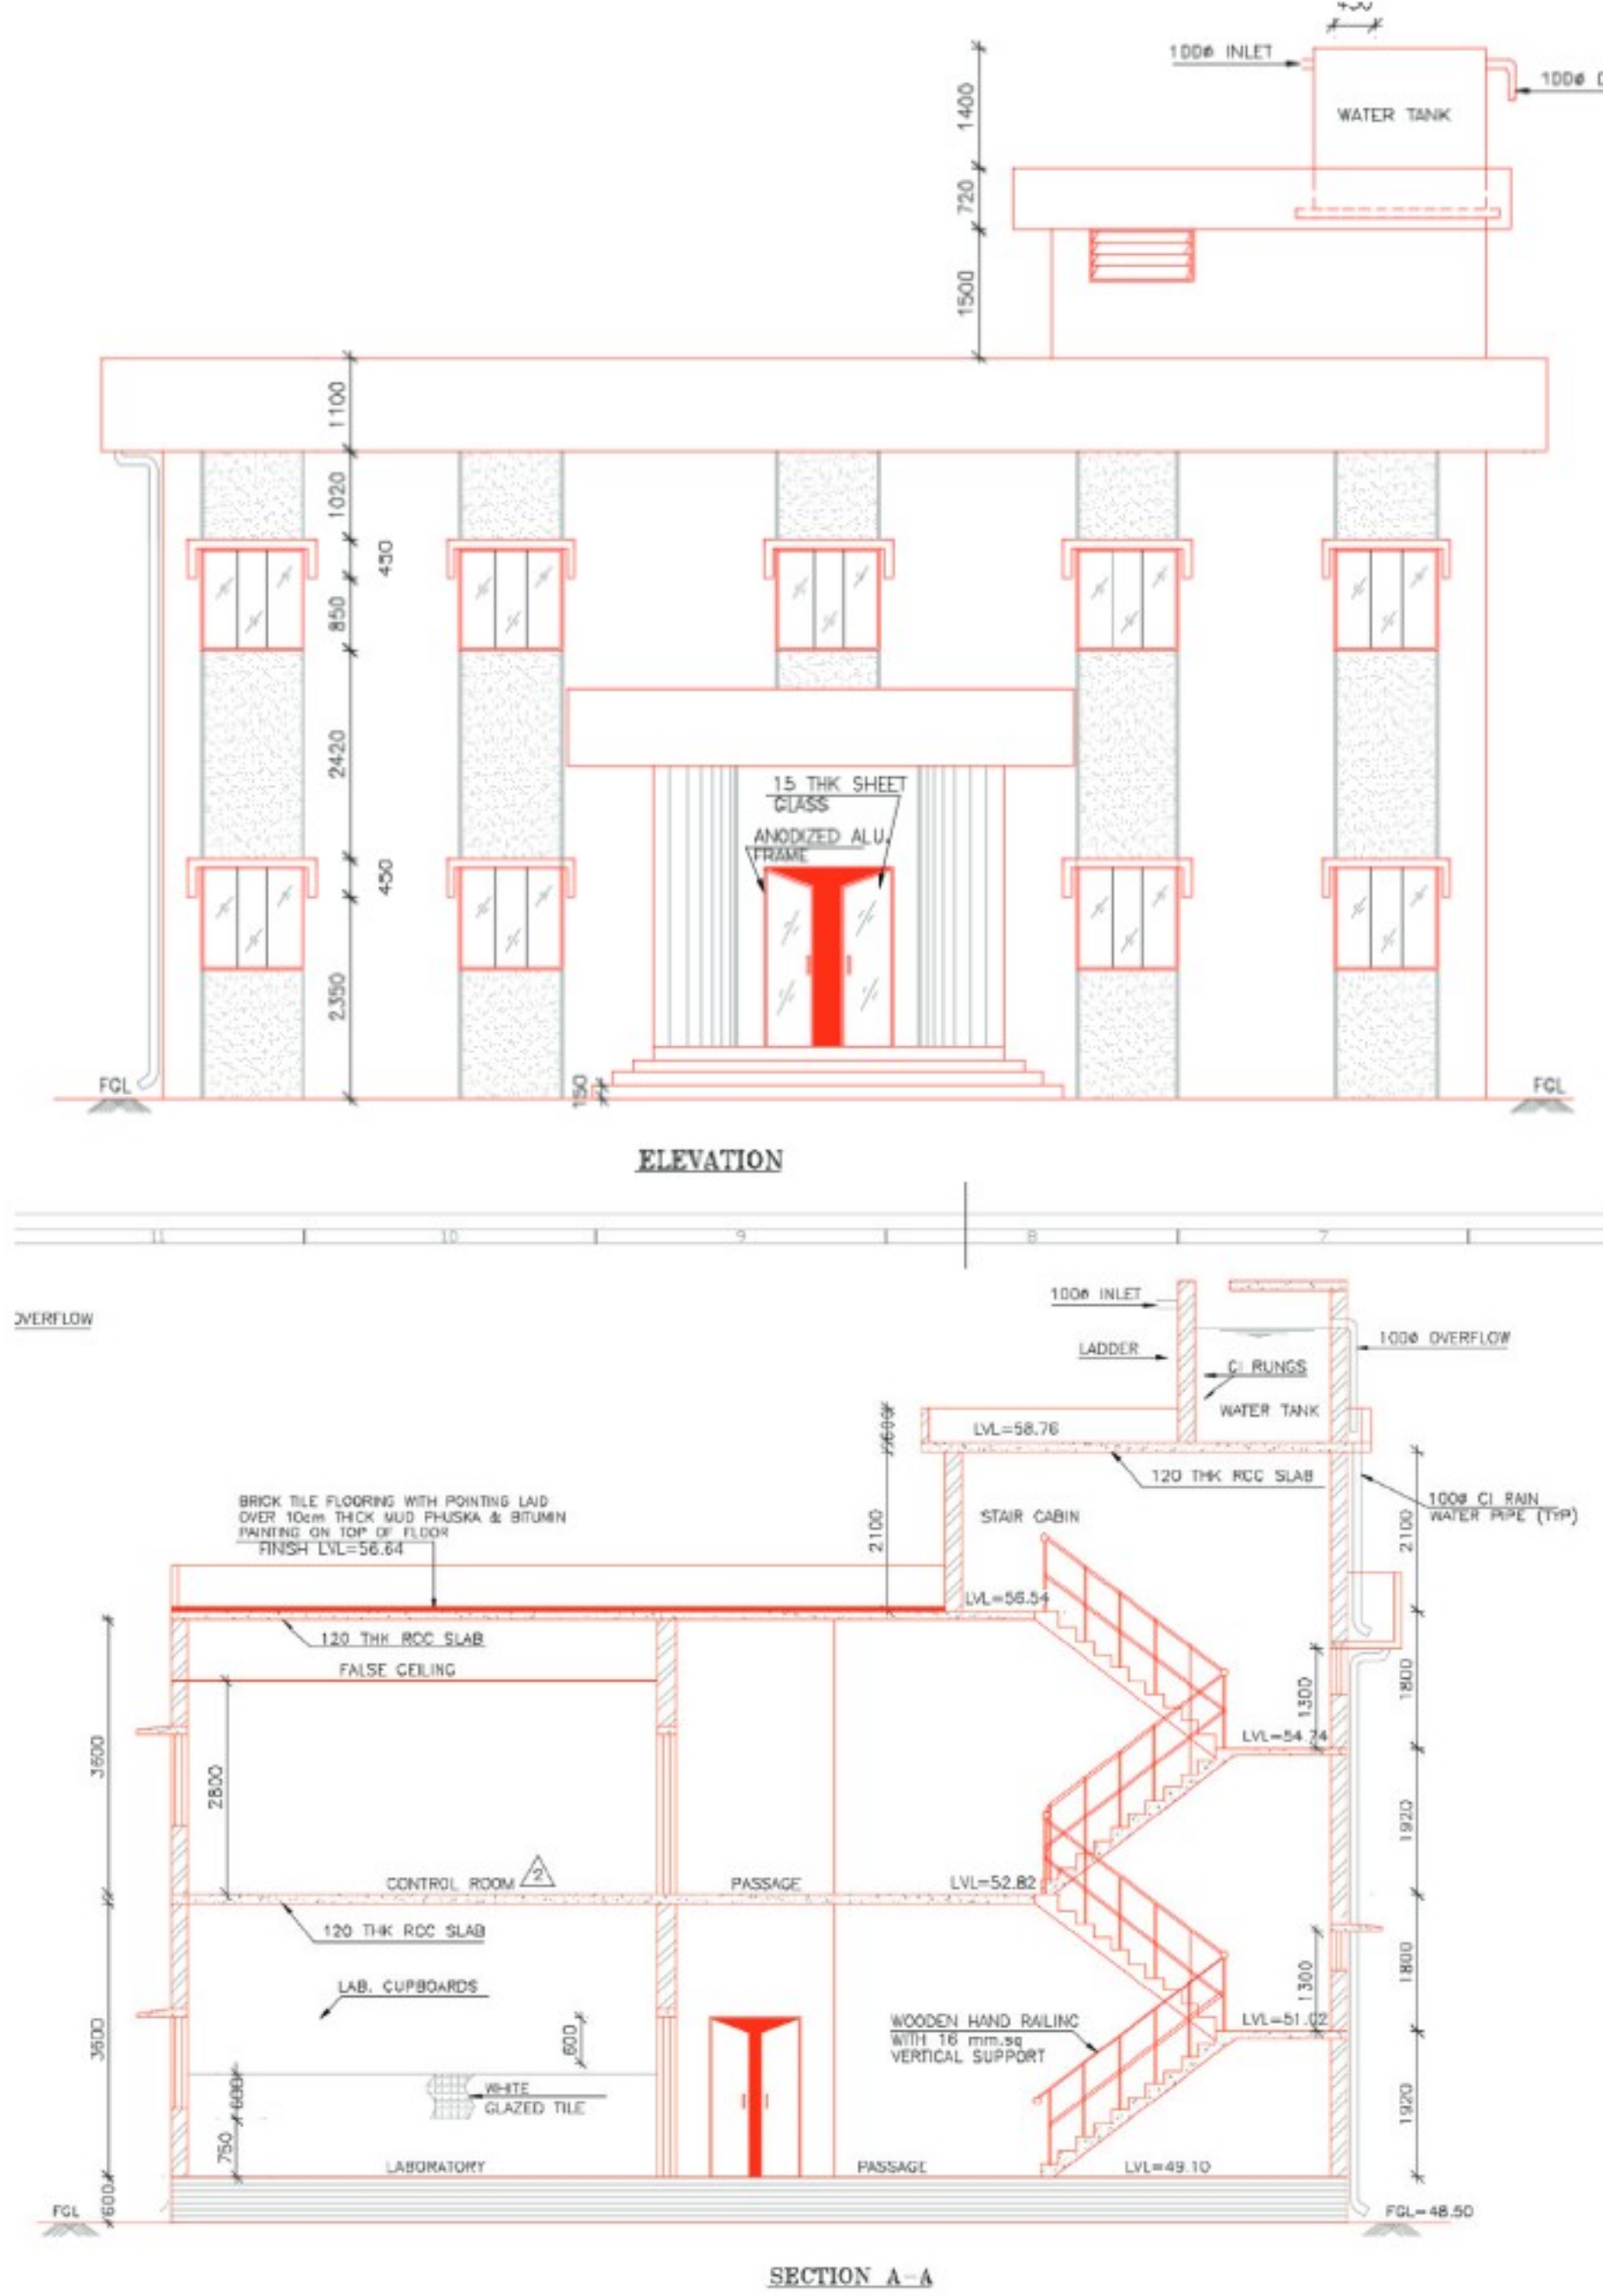 100ø INLET
100ø
WATER TANK
1400
720
1500
1100
1020
450
850
2420
450
2350
15 THK SHEET
GLASS
ANODIZED ALU.
FRAME
150
FGL
FGL
ELEVATION
11
10
9
8
7
OVERFLOW
100ø INLET
LADDER
CI RUNGS
100ø OVERFLOW
WATER TANK
LVL=58.76
120 THK RCC SLAB
100ø CI RAIN
WATER PIPE (TYP)
BRICK TILE FLOORING WITH POINTING LAID
OVER 10cm THICK MUD PHUSKA & BITUMIN
PAINTING ON TOP OF FLOOR
FINISH LVL=56.64
STAIR CABIN
2100
2100
LVL=56.54
120 THK RCC SLAB
FALSE CEILING
1300
1800
LVL=54.74
3600
2800
1920
CONTROL ROOM
2
PASSAGE
LVL=52.82
120 THK RCC SLAB
LAB. CUPBOARDS
1300
1800
WOODEN HAND RAILING
WITH 16 mm.sq
VERTICAL SUPPORT
LVL=51.02
3600
600
600
WHITE
GLAZED TILE
750
1920
LABORATORY
PASSAGE
LVL=49.10
600
FGL
FGL=48.50
SECTION A-A